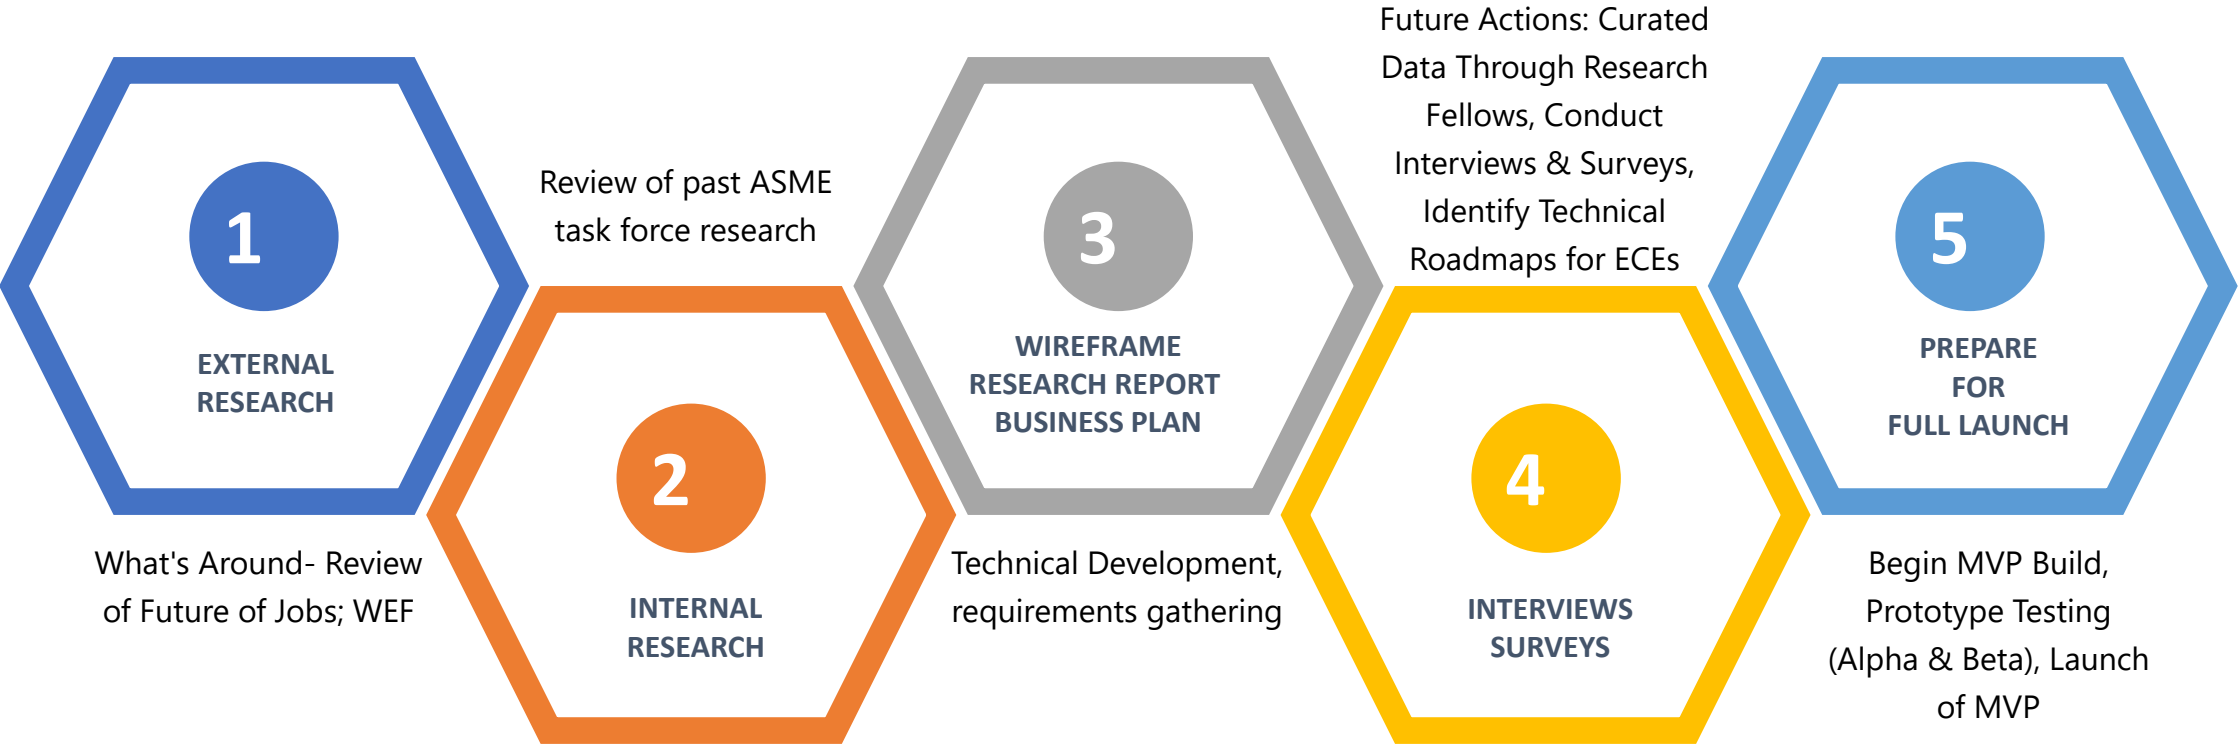 1
EXTERNAL
RESEARCH
What's Around- Review
of Future of Jobs; WEF
Review of past ASME
task force research
2
INTERNAL
RESEARCH
3
WIREFRAME
RESEARCH REPORT
BUSINESS PLAN
Technical Development,
requirements gathering
Future Actions: Curated
Data Through Research
Fellows, Conduct
Interviews & Surveys,
Identify Technical
Roadmaps for ECEs
4
INTERVIEWS
SURVEYS
5
PREPARE
FOR
FULL LAUNCH
Begin MVP Build,
Prototype Testing
(Alpha & Beta), Launch
of MVP